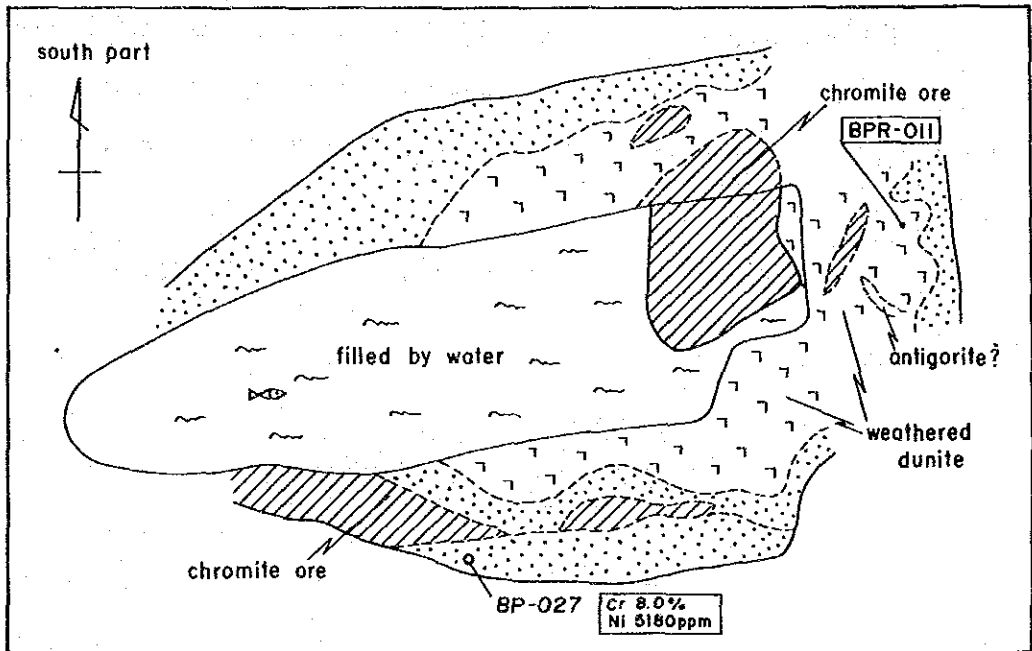 south part
chromite ore
BPR-011
filled by water
antigorite?
weathered
dunite
chromite ore
BP-027
Cr 8.0%
Ni 5180ppm